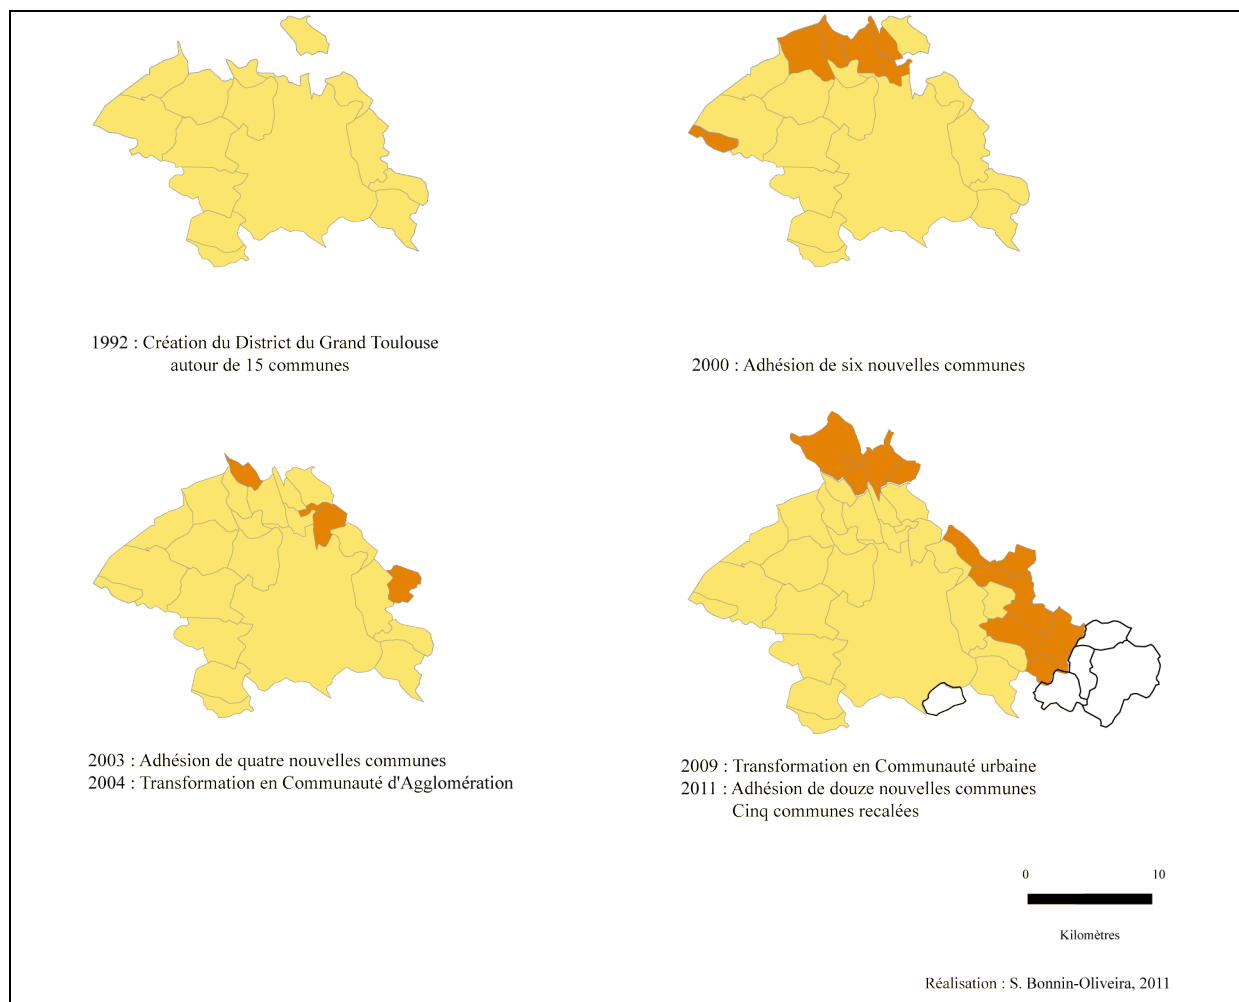 1992 : Création du District du Grand Toulouse
autour de 15 communes
2000 : Adhésion de six nouvelles communes
2003 : Adhésion de quatre nouvelles communes
2004 : Transformation en Communauté d'Agglomération
2009 : Transformation en Communauté urbaine
2011 : Adhésion de douze nouvelles communes
Cinq communes recalées
0 10
Kilomètres
Réalisation : S. Bonnin-Oliveira, 2011